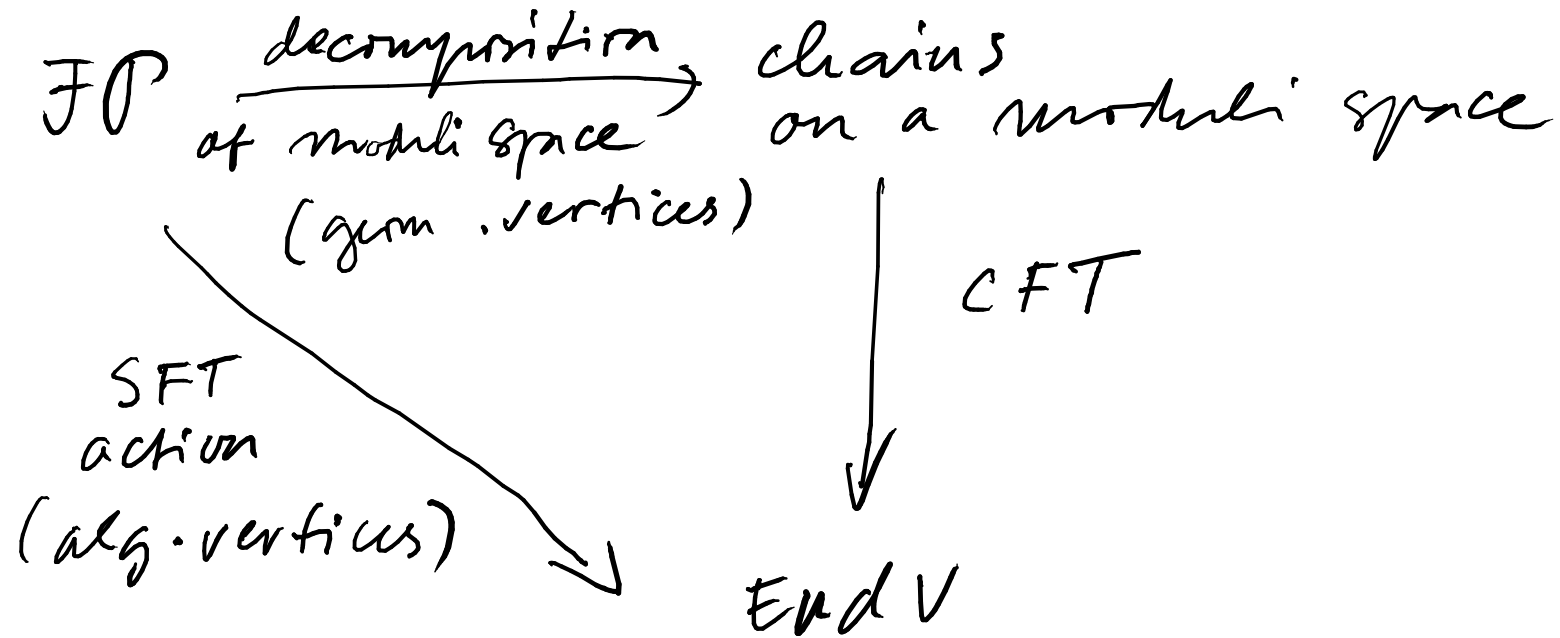 decomposition
FP
chains
of moduli space
on a moduli space
(geom. vertices)
CFT
SFT
action
(alg. vertices)
End V